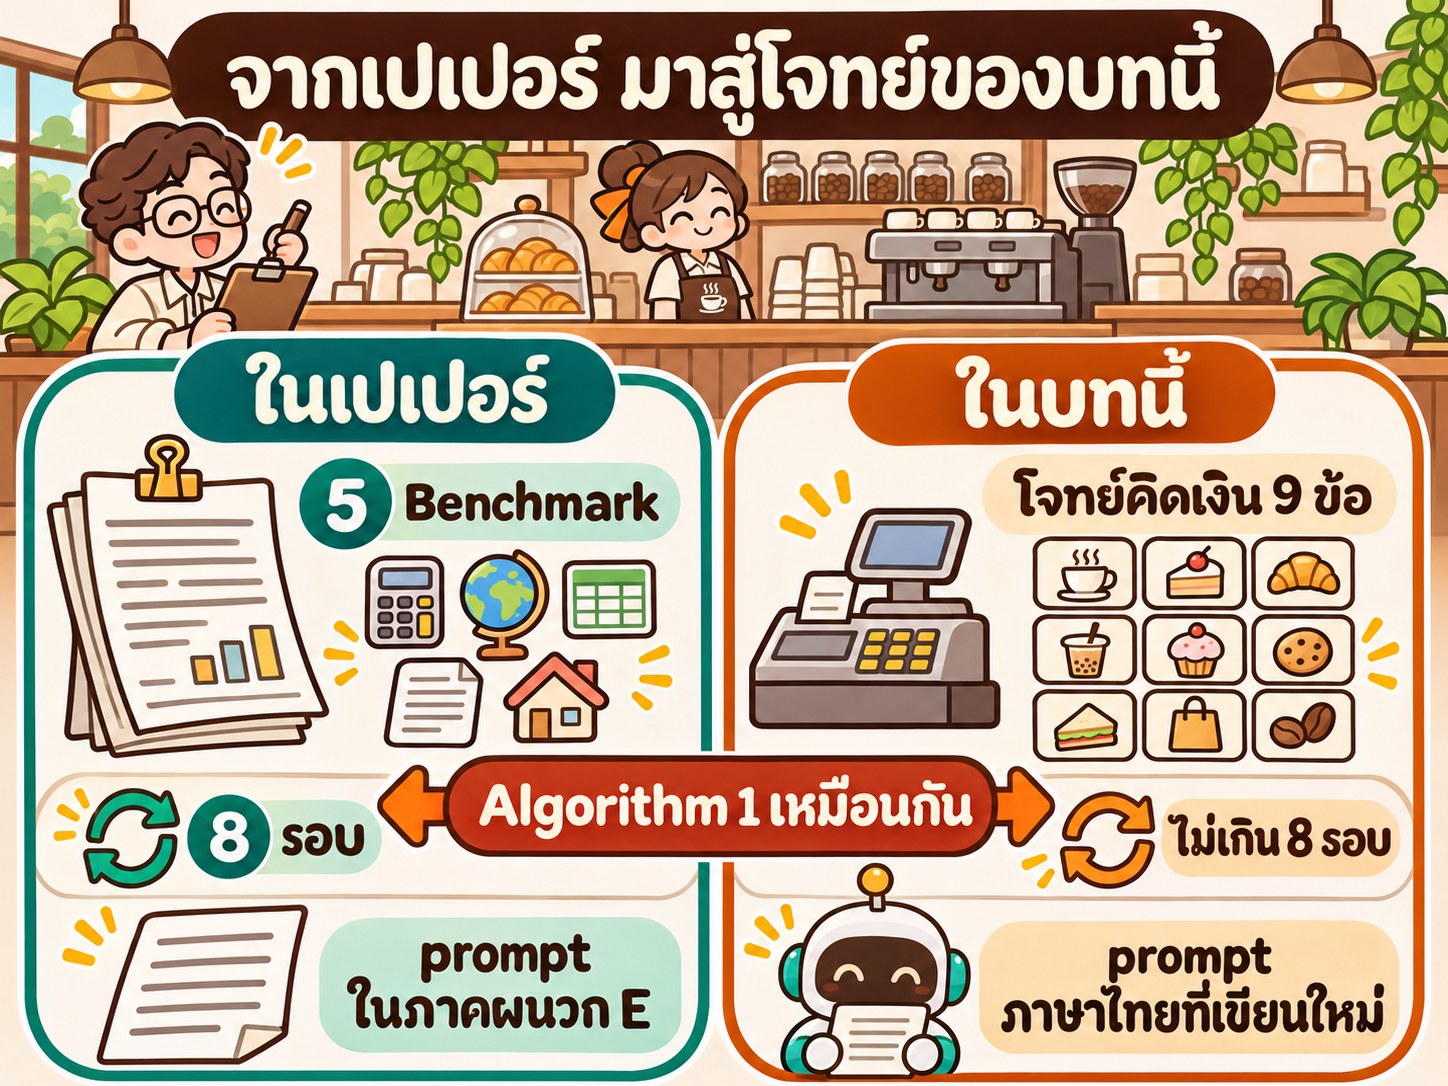 จากเปเปอร์ มาสู่โจทย์ของบทนี้
ในเปเปอร์
5 Benchmark
8 รอบ
prompt
ในภาคผนวก E
Algorithm 1 เหมือนกัน
ในบทนี้
โจทย์คิดเงิน 9 ข้อ
ไม่เกิน 8 รอบ
prompt
ภาษาไทยที่เขียนใหม่